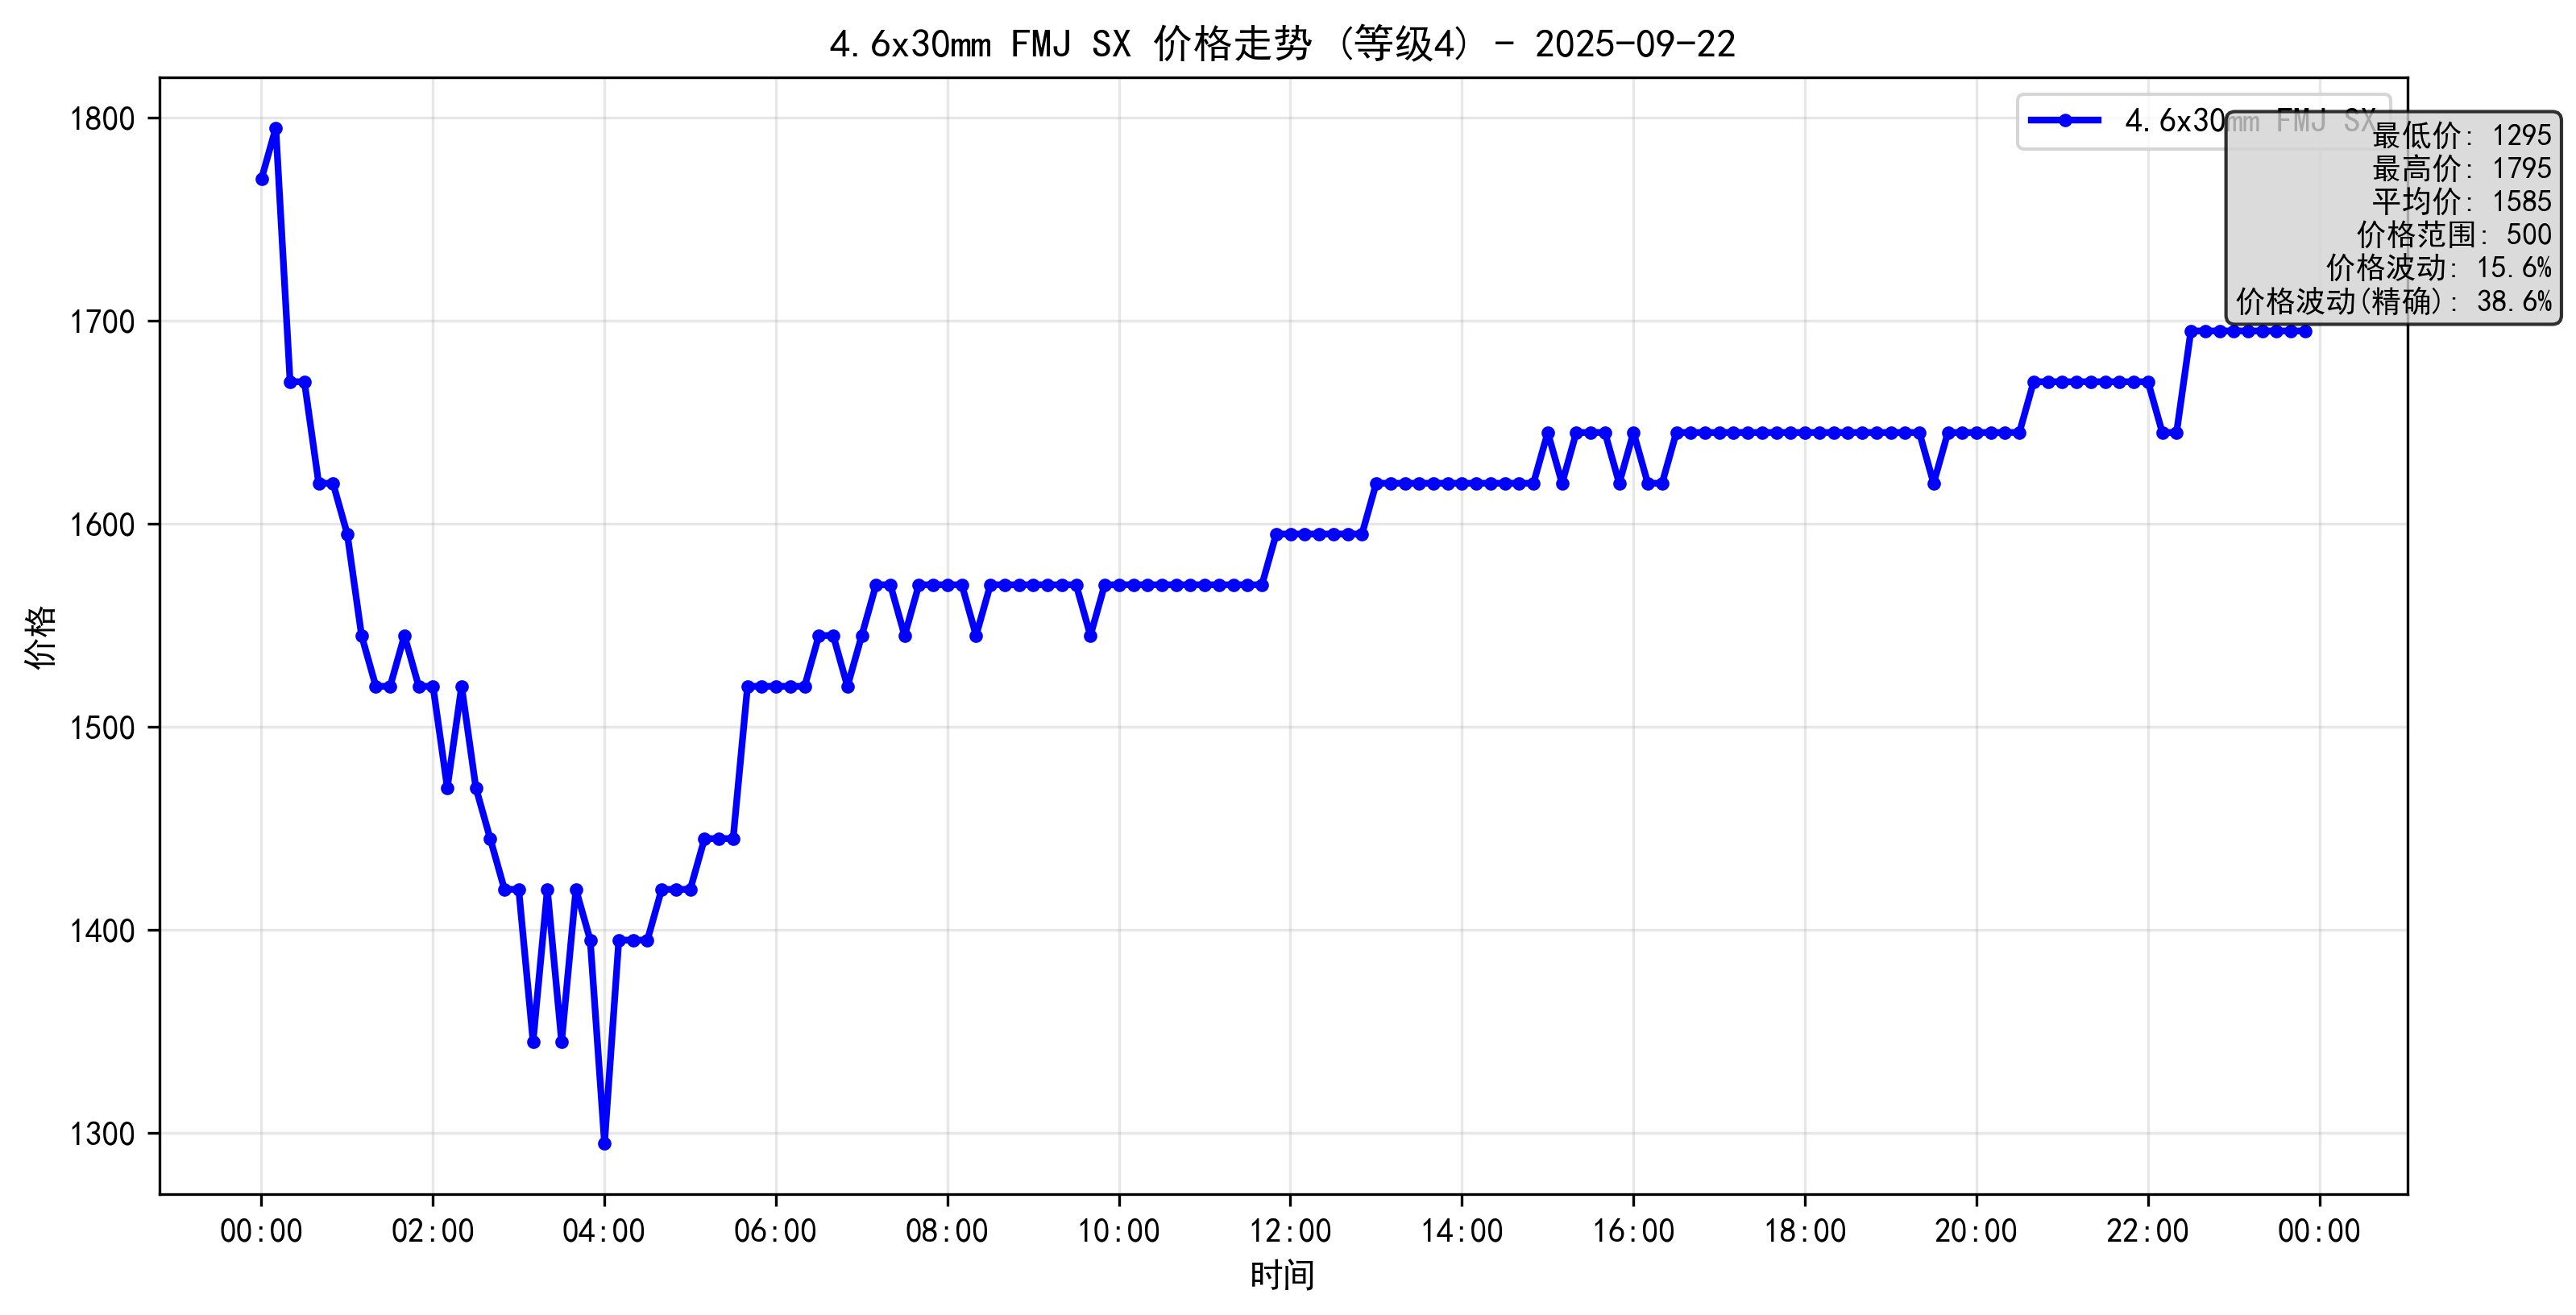 4.6x30mm FMJ SX 价格走势 (等级4) - 2025-09-22
4.6x30mm FMJ SX
最低价: 1295
最高价: 1795
平均价: 1585
价格范围: 500
价格波动: 15.6%
价格波动(精确): 38.6%
1800
1700
1600
1500
1400
1300
价格
00:00 02:00 04:00 06:00 08:00 10:00 12:00 14:00 16:00 18:00 20:00 22:00 00:00
时间